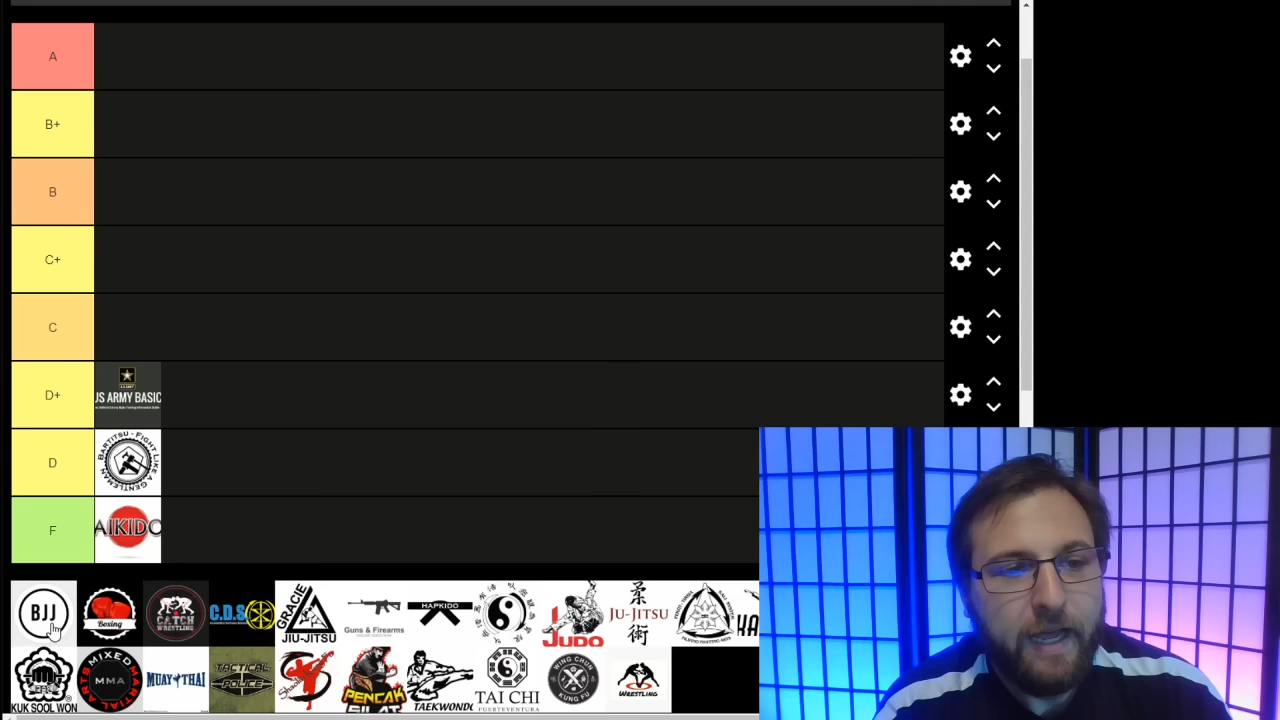 A
B+
B
C+
C
D+
US ARMY BASIC
D
BARTITSU - FIGHT LIKE A GENTLEMAN
F
AIKIDO
BJJ
Boxing
CATCH
WRESTLING
C.D.S
GRACIE
JIU-JITSU
Guns & Firearms
HAPKIDO
JUDO
柔
JU-JITSU
術
KUK SOOL WON
MIXED MARTIAL ARTS
MMA
MUAY THAI
TACTICAL
POLICE
PENCAK
SILAT
TAEKWONDO
TAI CHI
FUERTEVENTURA
WING CHUN
KUNG FU
WRESTLING